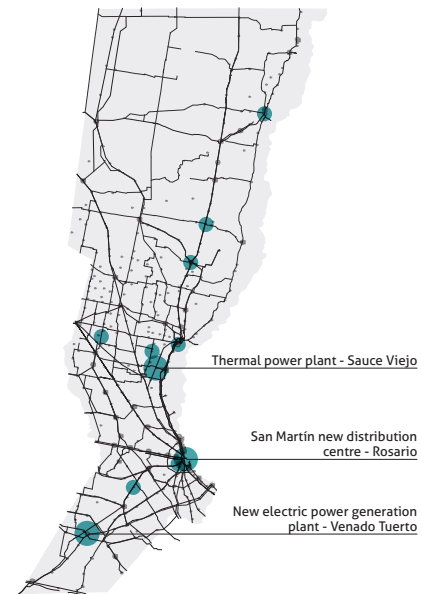 Thermal power plant - Sauce Viejo
San Martín new distribution
centre - Rosario
New electric power generation
plant - Venado Tuerto